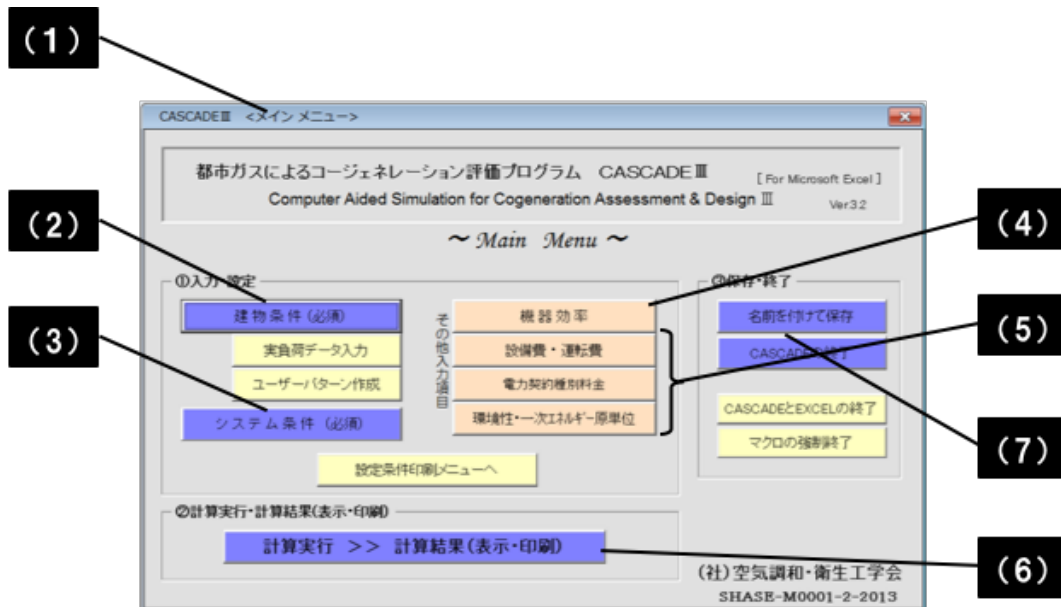 （1）
CASCADEⅢ <メイン メニュー>
都市ガスによるコージェネレーション評価プログラム CASCADEⅢ [ For Microsoft Excel ]
Computer Aided Simulation for Cogeneration Assessment & Design Ⅲ Ver3.2
（2）
（4）
～ Main Menu ～
①入力・設定
③保存・終了
建物条件（必須）
その他入力項目
機器効率
名前を付けて保存
（3）
（5）
実負荷データ入力
設備費・運転費
CASCADEの終了
ユーザーパターン作成
電力契約種別料金
システム条件（必須）
環境性・一次エネルギー原単位
CASCADEとEXCELの終了
マクロの強制終了
（7）
設定条件印刷メニューへ
②計算実行・計算結果(表示・印刷)
計算実行 ＞＞ 計算結果(表示・印刷)
（6）
(社)空気調和・衛生工学会
SHASE-M0001-2-2013